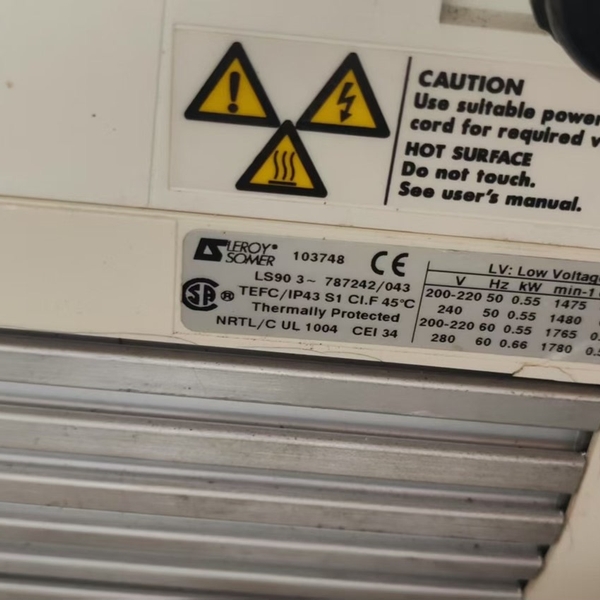 CAUTION
Use suitable power
cord for required
HOT SURFACE
Do not touch.
See user's manual.
LEROY®
SOMER
103748 CE
LS90 3~ 787242/043
SA ® TEFC/IP43 S1 Cl.F 45°C
Thermally Protected
NRTL/C UL 1004 CEI 34
LV: Low Voltage
V Hz kW min-1
200-220 50 0.55 1475
240 50 0.55 1480
200-220 60 0.55 1765
280 60 0.66 1780